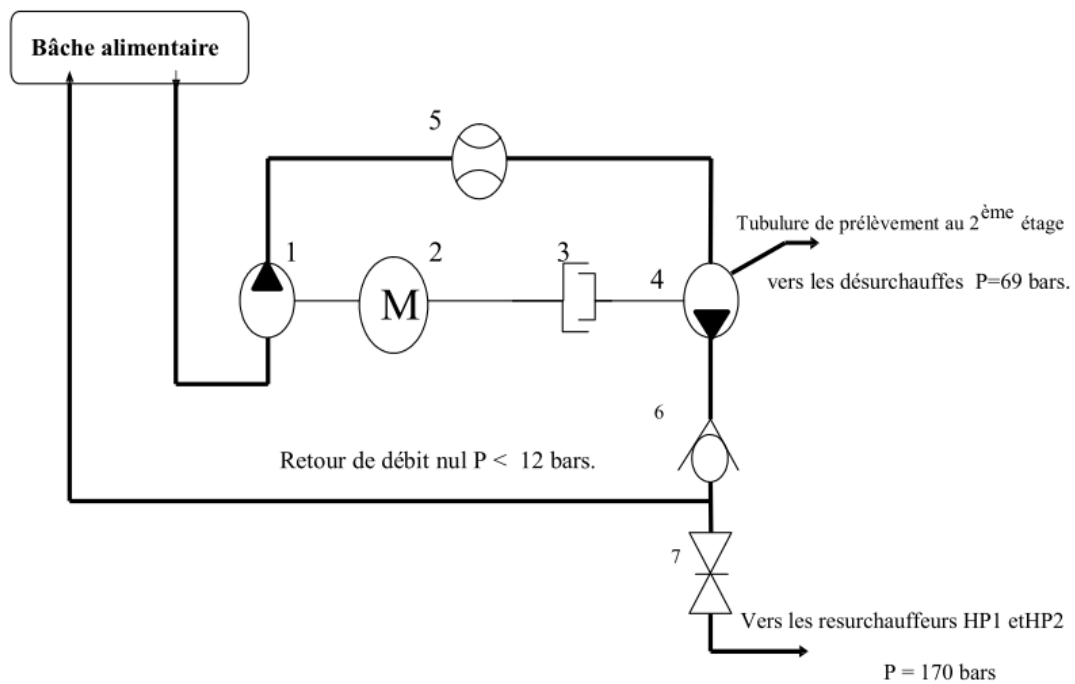 Bâche alimentaire
5
Tubulure de prélèvement au 2ème étage
vers les désurchauffes P=69 bars.
1
2
3
4
M
6
Retour de débit nul P < 12 bars.
7
Vers les resurchauffeurs HP1 etHP2
P = 170 bars